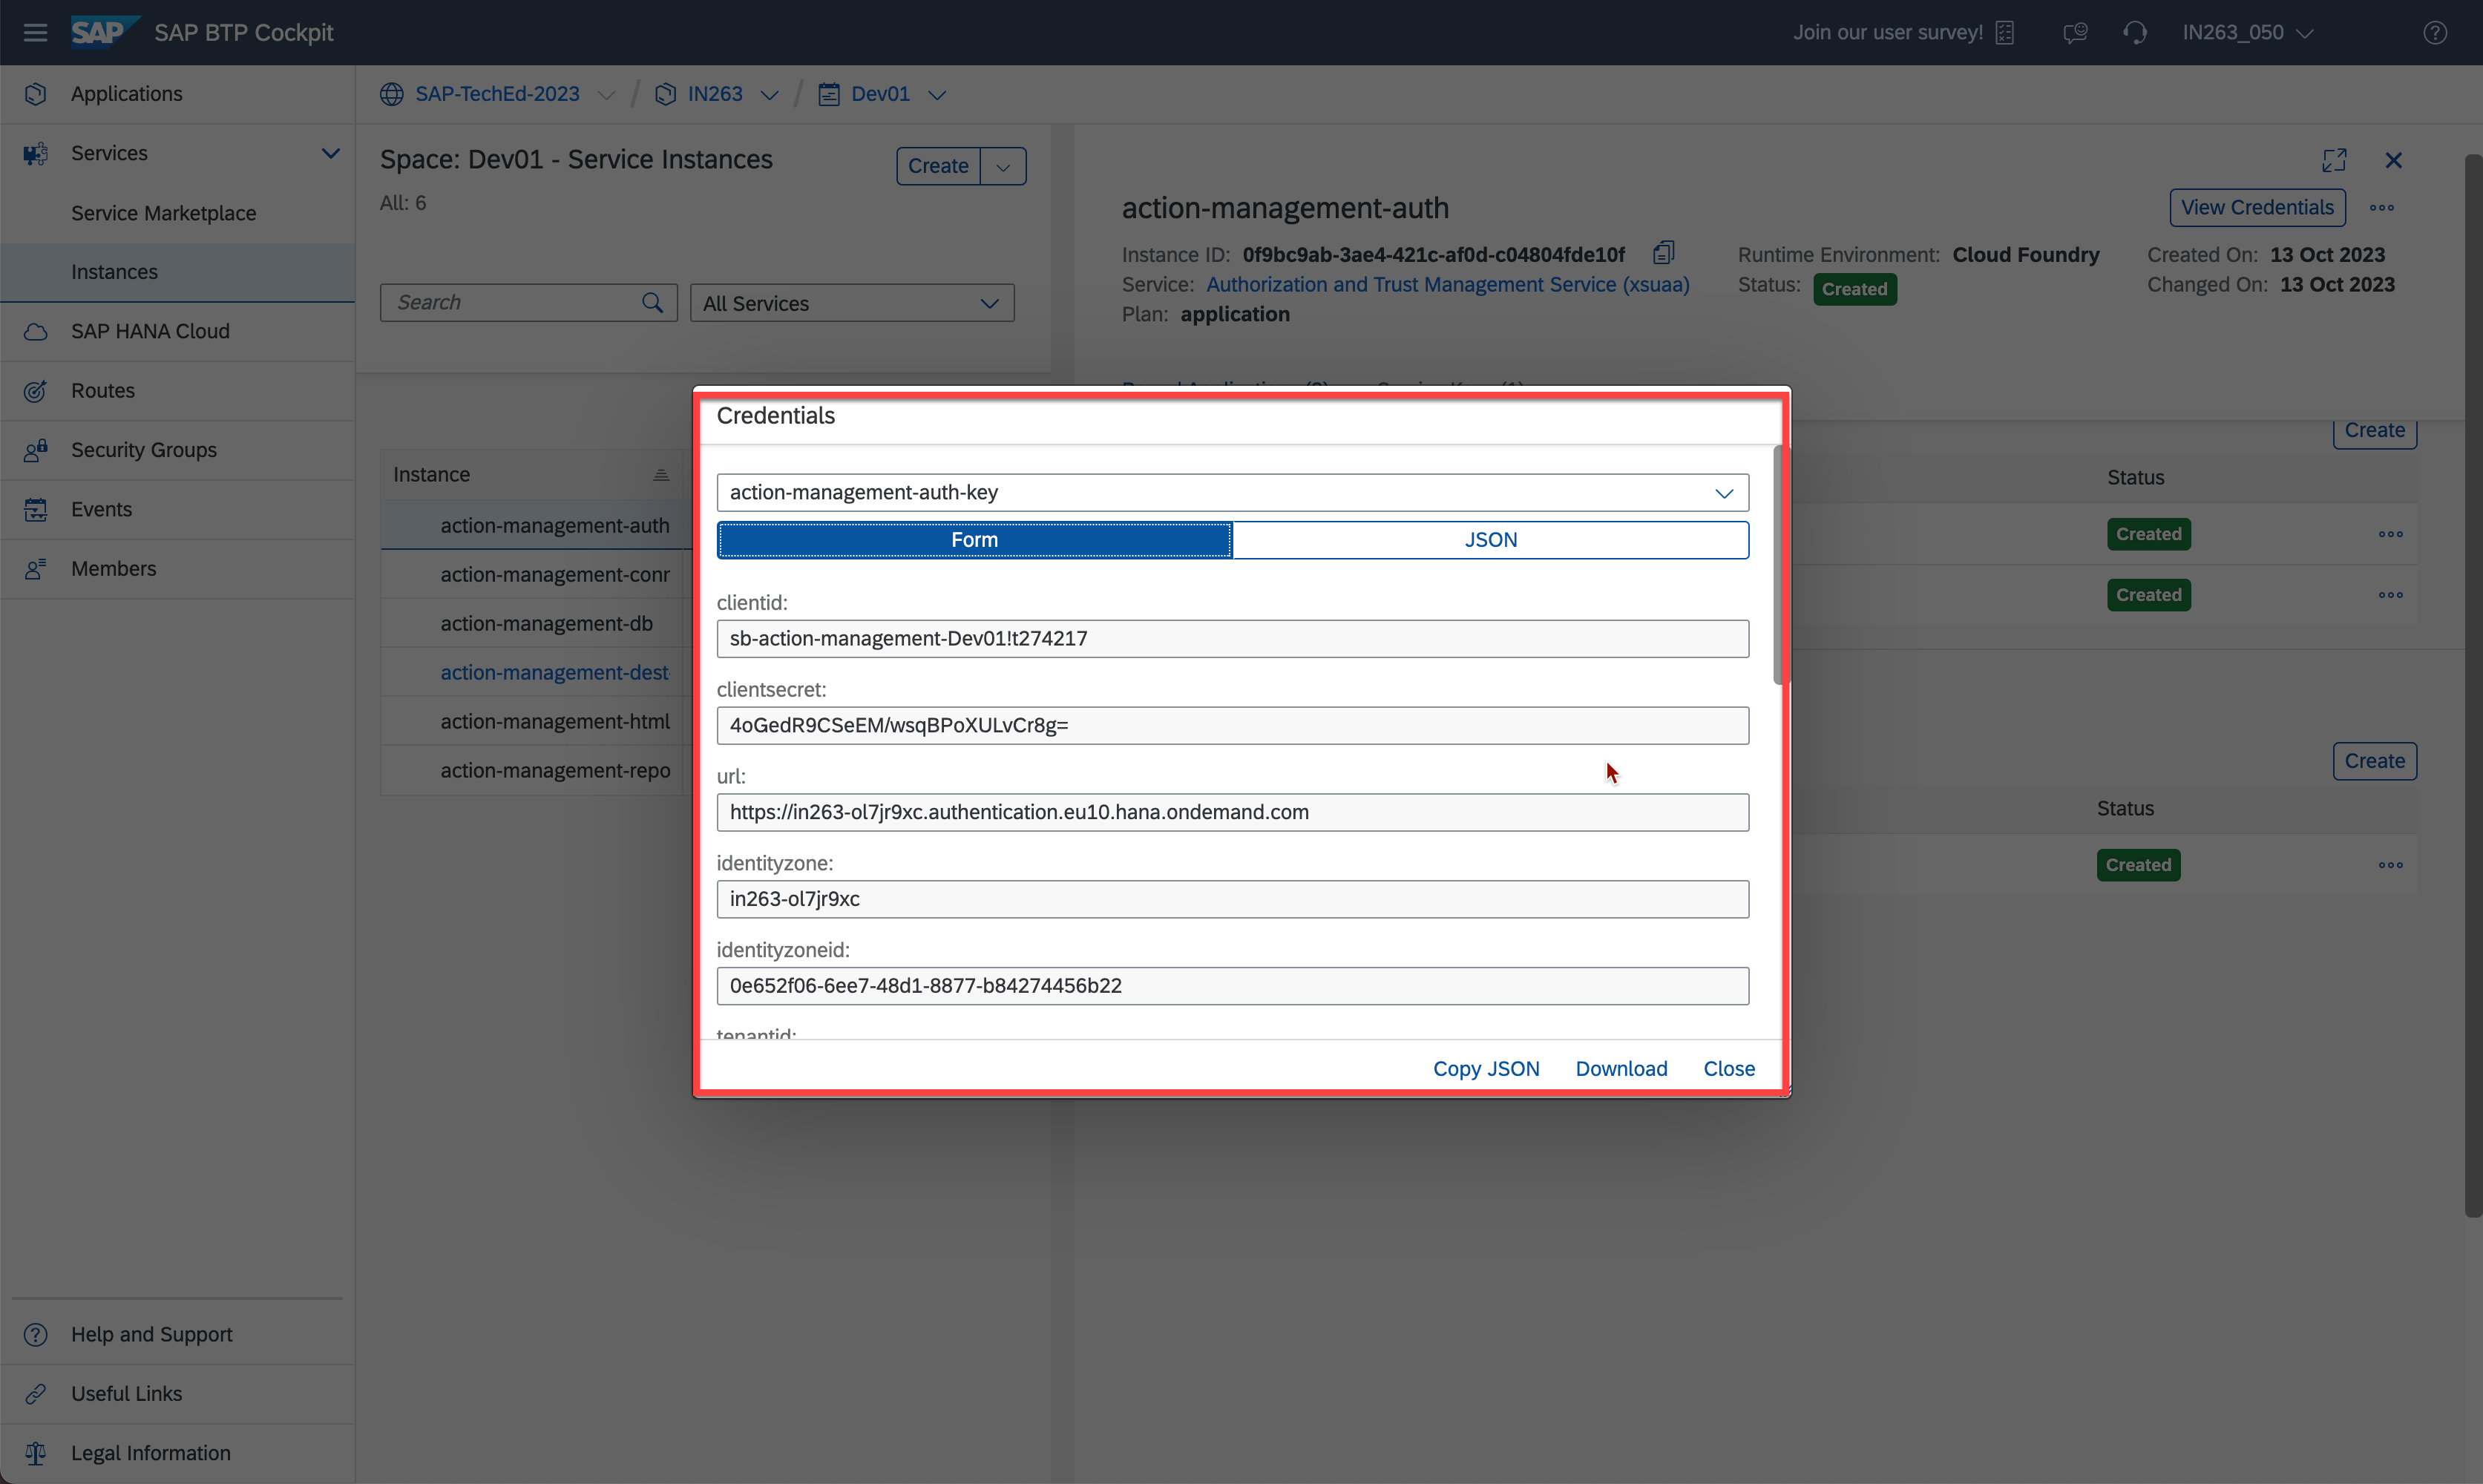 SAP SAP BTP Cockpit
Join our user survey!
IN263_050
Applications
Services
Service Marketplace
Instances
SAP HANA Cloud
Routes
Security Groups
Events
Members
Help and Support
Useful Links
Legal Information
SAP-TechEd-2023 / IN263 / Dev01
Space: Dev01 - Service Instances
All: 6
Create
Search
All Services
Instance
action-management-auth
action-management-conr
action-management-db
action-management-dest
action-management-html
action-management-repo
action-management-auth
View Credentials
Instance ID: 0f9bc9ab-3ae4-421c-af0d-c04804fde10f
Service: Authorization and Trust Management Service (xsuaa)
Plan: application
Runtime Environment: Cloud Foundry
Status: Created
Created On: 13 Oct 2023
Changed On: 13 Oct 2023
Create
Status
Created
Created
Create
Status
Created
Credentials
action-management-auth-key
Form
JSON
clientid:
sb-action-management-Dev01!t274217
clientsecret:
4oGedR9CSeEM/wsqBPoXULvCr8g=
url:
https://in263-ol7jr9xc.authentication.eu10.hana.ondemand.com
identityzone:
in263-ol7jr9xc
identityzoneid:
0e652f06-6ee7-48d1-8877-b84274456b22
tenantid:
Copy JSON
Download
Close